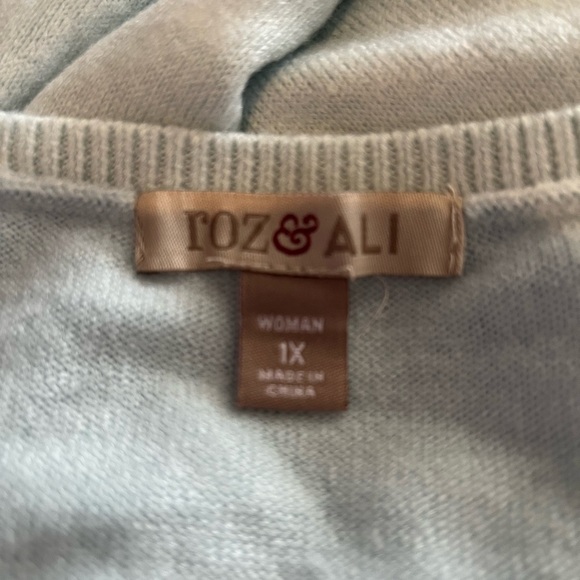 roz & ALI
WOMAN
1X
MADE IN
CHINA